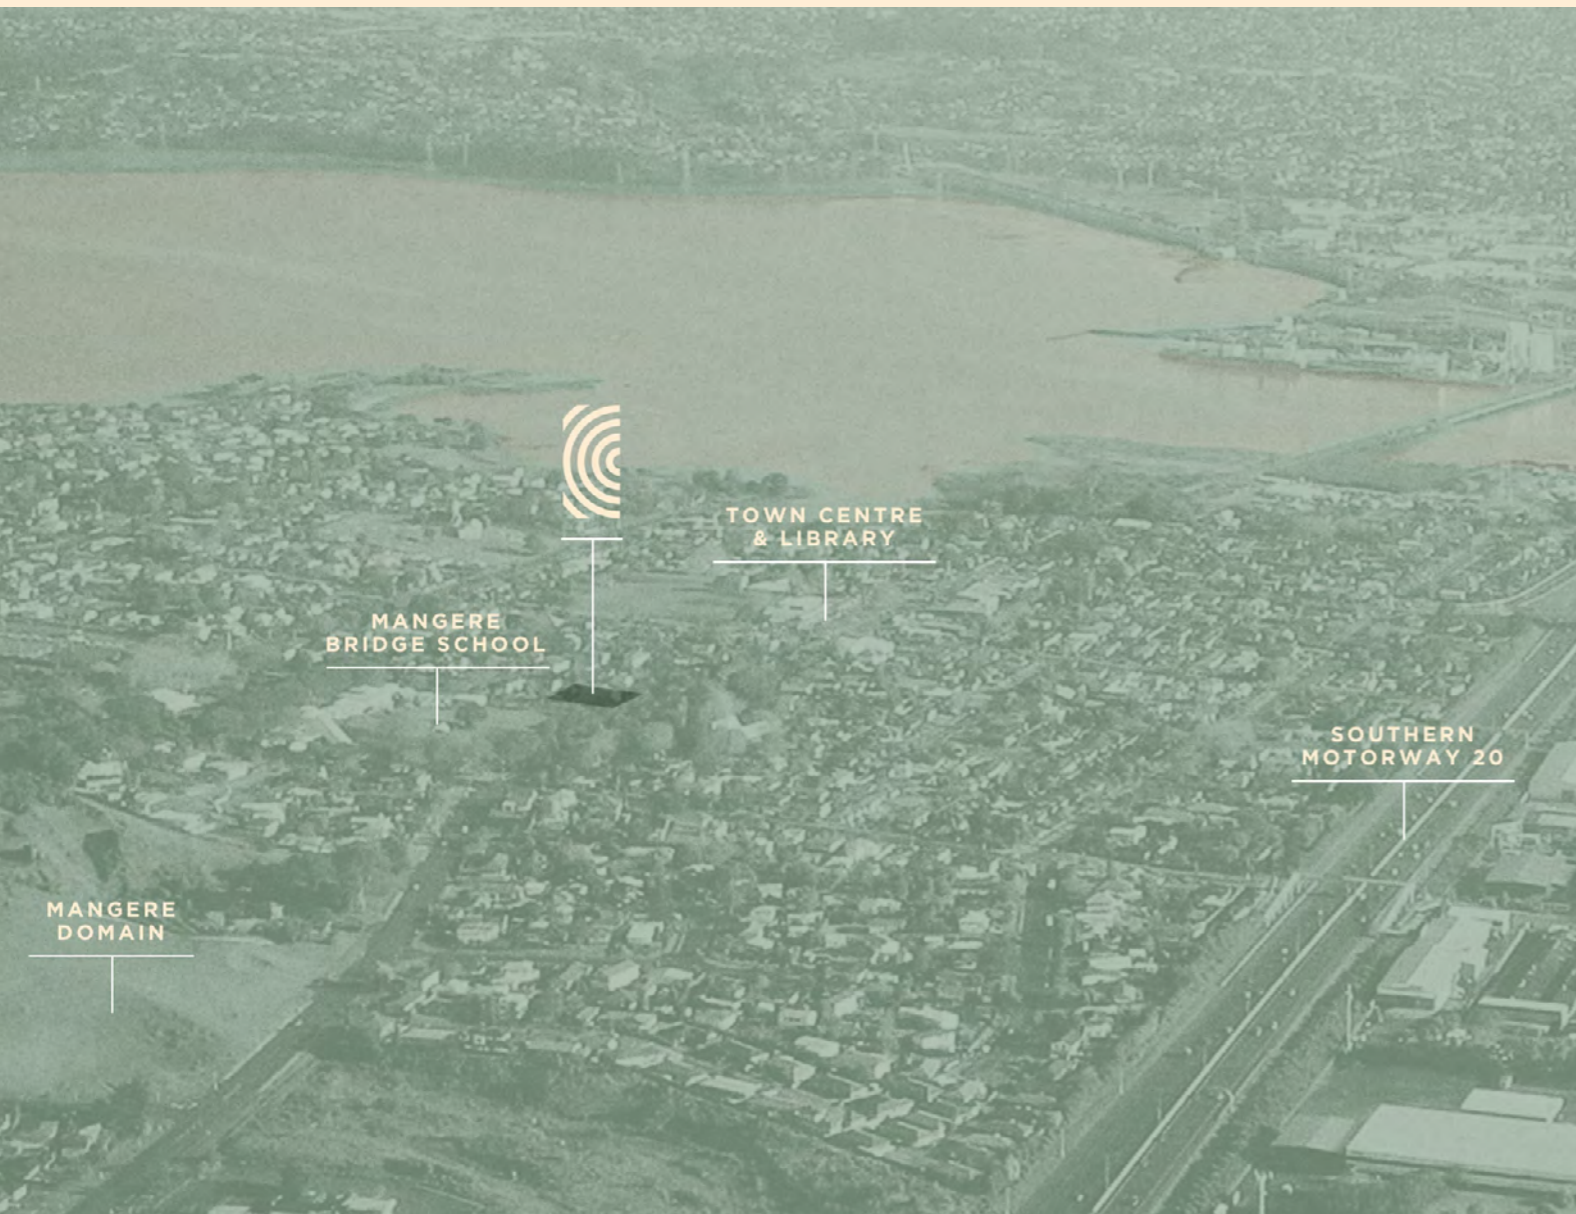 TOWN CENTRE
& LIBRARY
MANGERE
BRIDGE SCHOOL
SOUTHERN
MOTORWAY 20
MANGERE
DOMAIN